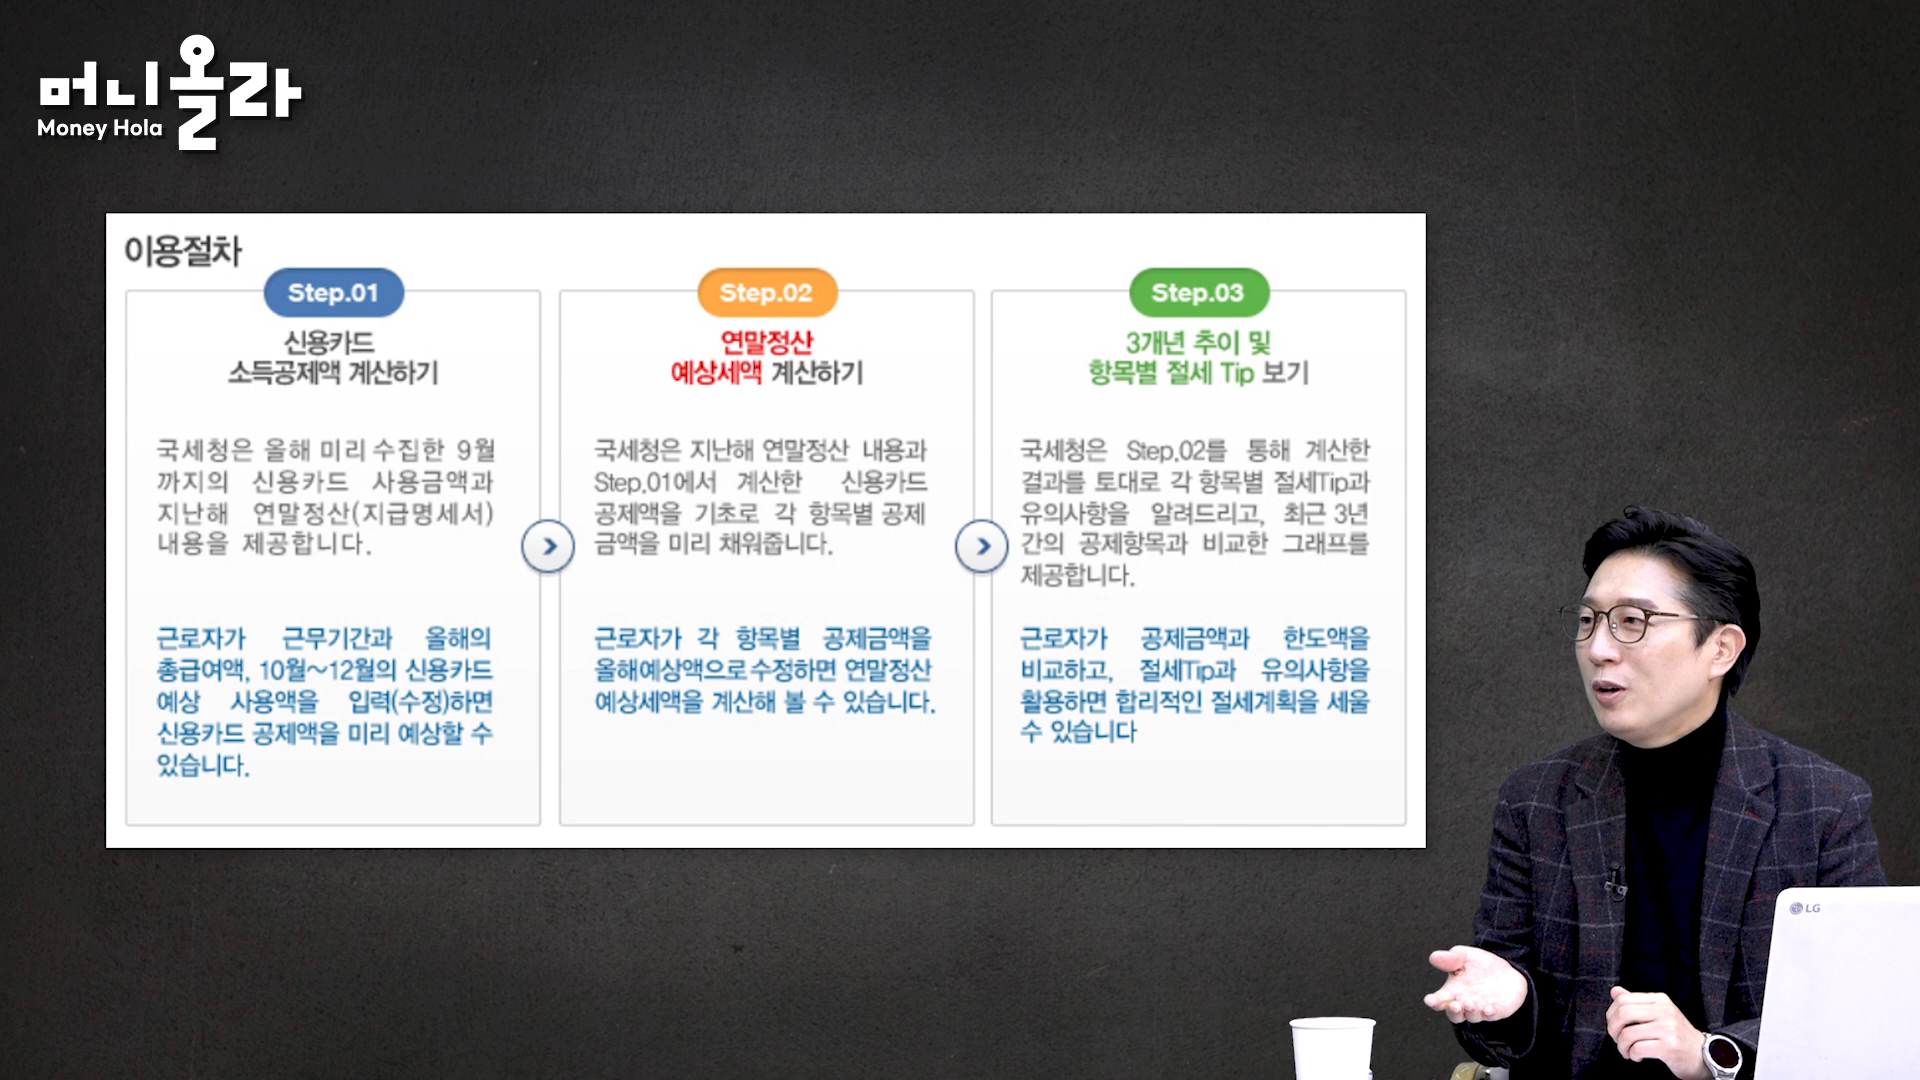 머니올라
Money Hola
이용절차
Step.01
신용카드
소득공제액 계산하기
국세청은 올해 미리 수집한 9월
까지의 신용카드 사용금액과
지난해 연말정산(지급명세서)
내용을 제공합니다.
근로자가 근무기간과 올해의
총급여액, 10월~12월의 신용카드
예상 사용액을 입력(수정)하면
신용카드 공제액을 미리 예상할 수
있습니다.
Step.02
연말정산
예상세액 계산하기
국세청은 지난해 연말정산 내용과
Step.01에서 계산한 신용카드
공제액을 기초로 각 항목별 공제
금액을 미리 채워줍니다.
근로자가 각 항목별 공제금액을
올해예상액으로 수정하면 연말정산
예상세액을 계산해 볼 수 있습니다.
Step.03
3개년 추이 및
항목별 절세 Tip 보기
국세청은 Step.02를 통해 계산한
결과를 토대로 각 항목별 절세Tip과
유의사항을 알려드리고, 최근 3년
간의 공제항목과 비교한 그래프를
제공합니다.
근로자가 공제금액과 한도액을
비교하고, 절세Tip과 유의사항을
활용하면 합리적인 절세계획을 세울
수 있습니다
LG